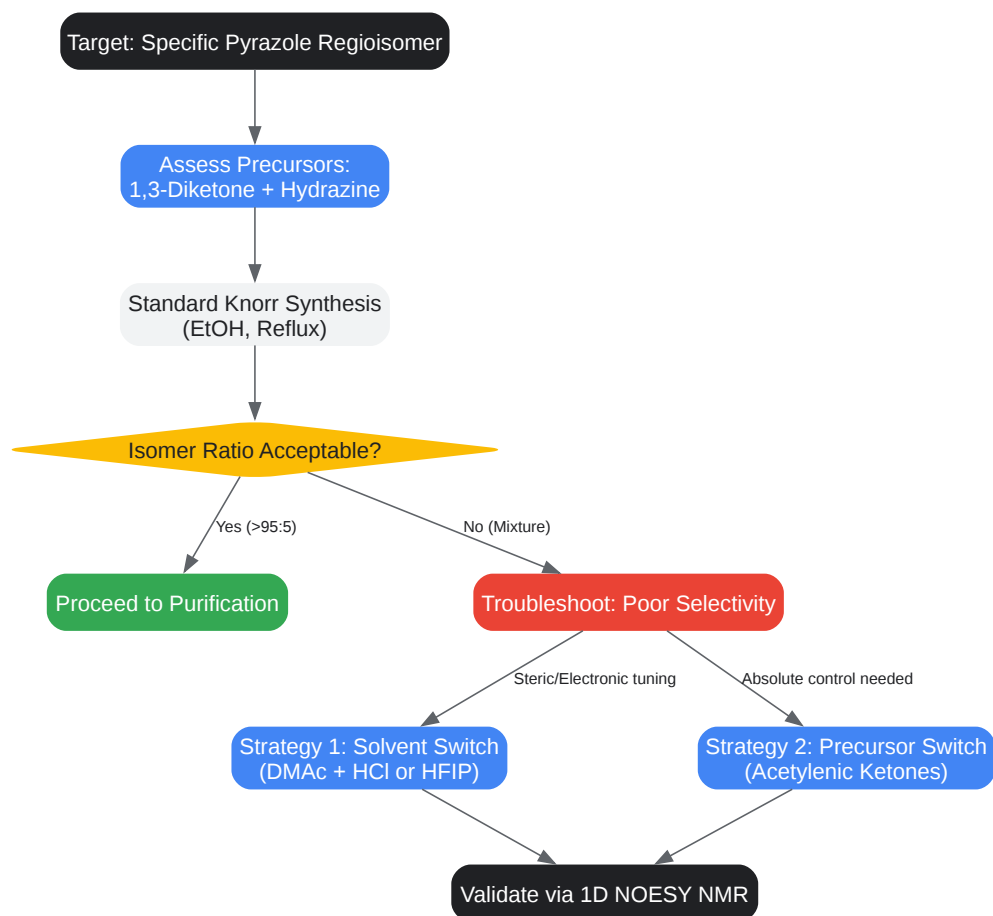 Target: Specific Pyrazole Regioisomer
Assess Precursors:
1,3-Diketone + Hydrazine
Standard Knorr Synthesis
(EtOH, Reflux)
Isomer Ratio Acceptable?
Yes (>95:5)
No (Mixture)
Proceed to Purification
Troubleshoot: Poor Selectivity
Steric/Electronic tuning
Absolute control needed
Strategy 1: Solvent Switch
(DMAc + HCl or HFIP)
Strategy 2: Precursor Switch
(Acetylenic Ketones)
Validate via 1D NOESY NMR